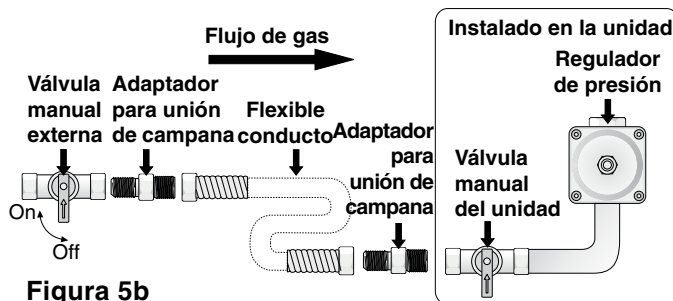 Flujo de gas
Instalado en la unidad
Regulador
de presión
Válvula
manual
externa
Adaptador
para unión
de campana
Flexible
conducto
Adaptador
para
unión de
campana
Válvula
manual
del unidad
On
Off
Figura 5b